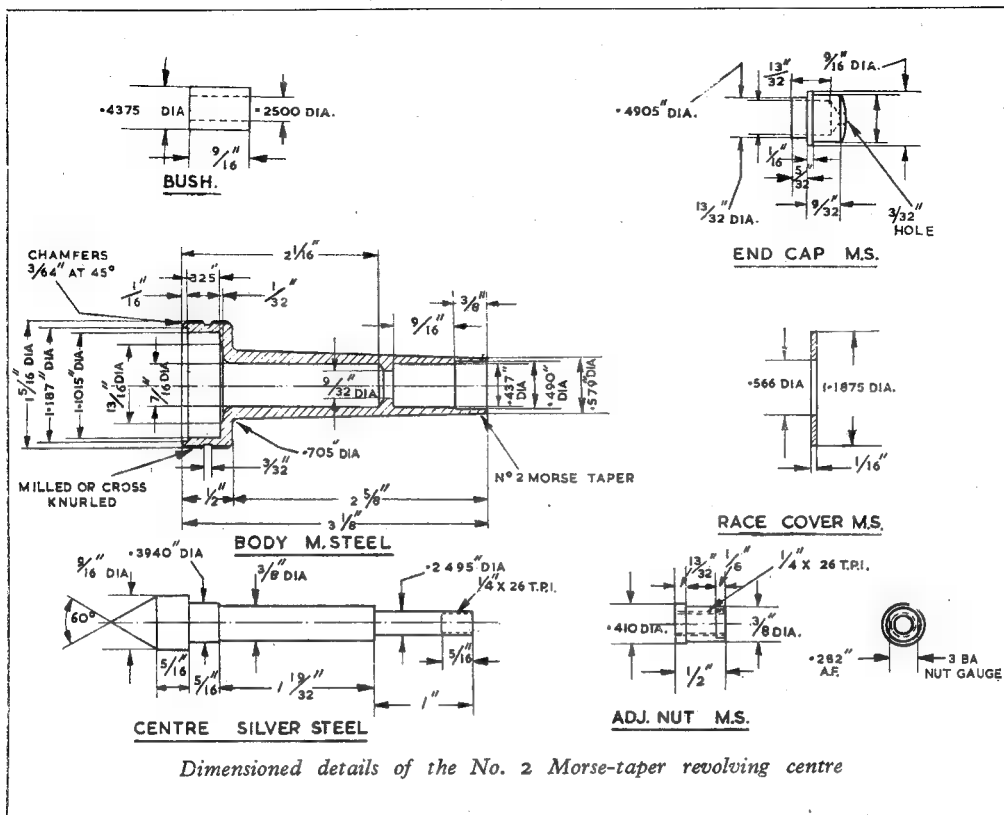 ·4375 DIA
·2500 DIA.
9/16"
BUSH.
·4905" DIA
13/32"
9/16" DIA.
1/16"
5/32"
13/32 DIA.
9/32"
3/32" HOLE
END CAP M.S.
CHAMFERS
3/64" AT 45°
2 1/16"
·325"
1/16"
1/32"
9/16"
3/8"
1 5/16" DIA
1·187" DIA
1·1015" DIA
13/16" DIA
7/16" DIA
9/32" DIA
·437" DIA
·490" DIA
·579" DIA
·705" DIA
3/32"
MILLED OR CROSS
KNURLED
1/2"
2 5/8"
3 1/8"
Nº 2 MORSE TAPER
BODY M. STEEL
·566 DIA
1·1875 DIA.
1/16"
RACE COVER M.S.
9/16" DIA
·3940" DIA
3/8" DIA
·2495" DIA
1/4" X 26 T.P.I.
60°
5/16"
5/16"
1 19/32"
5/16"
1"
CENTRE SILVER STEEL
13/32"
1/4" X 26 T.P.I.
·410 DIA.
3/8" DIA.
1/2"
·282" A.F.
3 BA
NUT GAUGE
ADJ. NUT M.S.
Dimensioned details of the No. 2 Morse-taper revolving centre